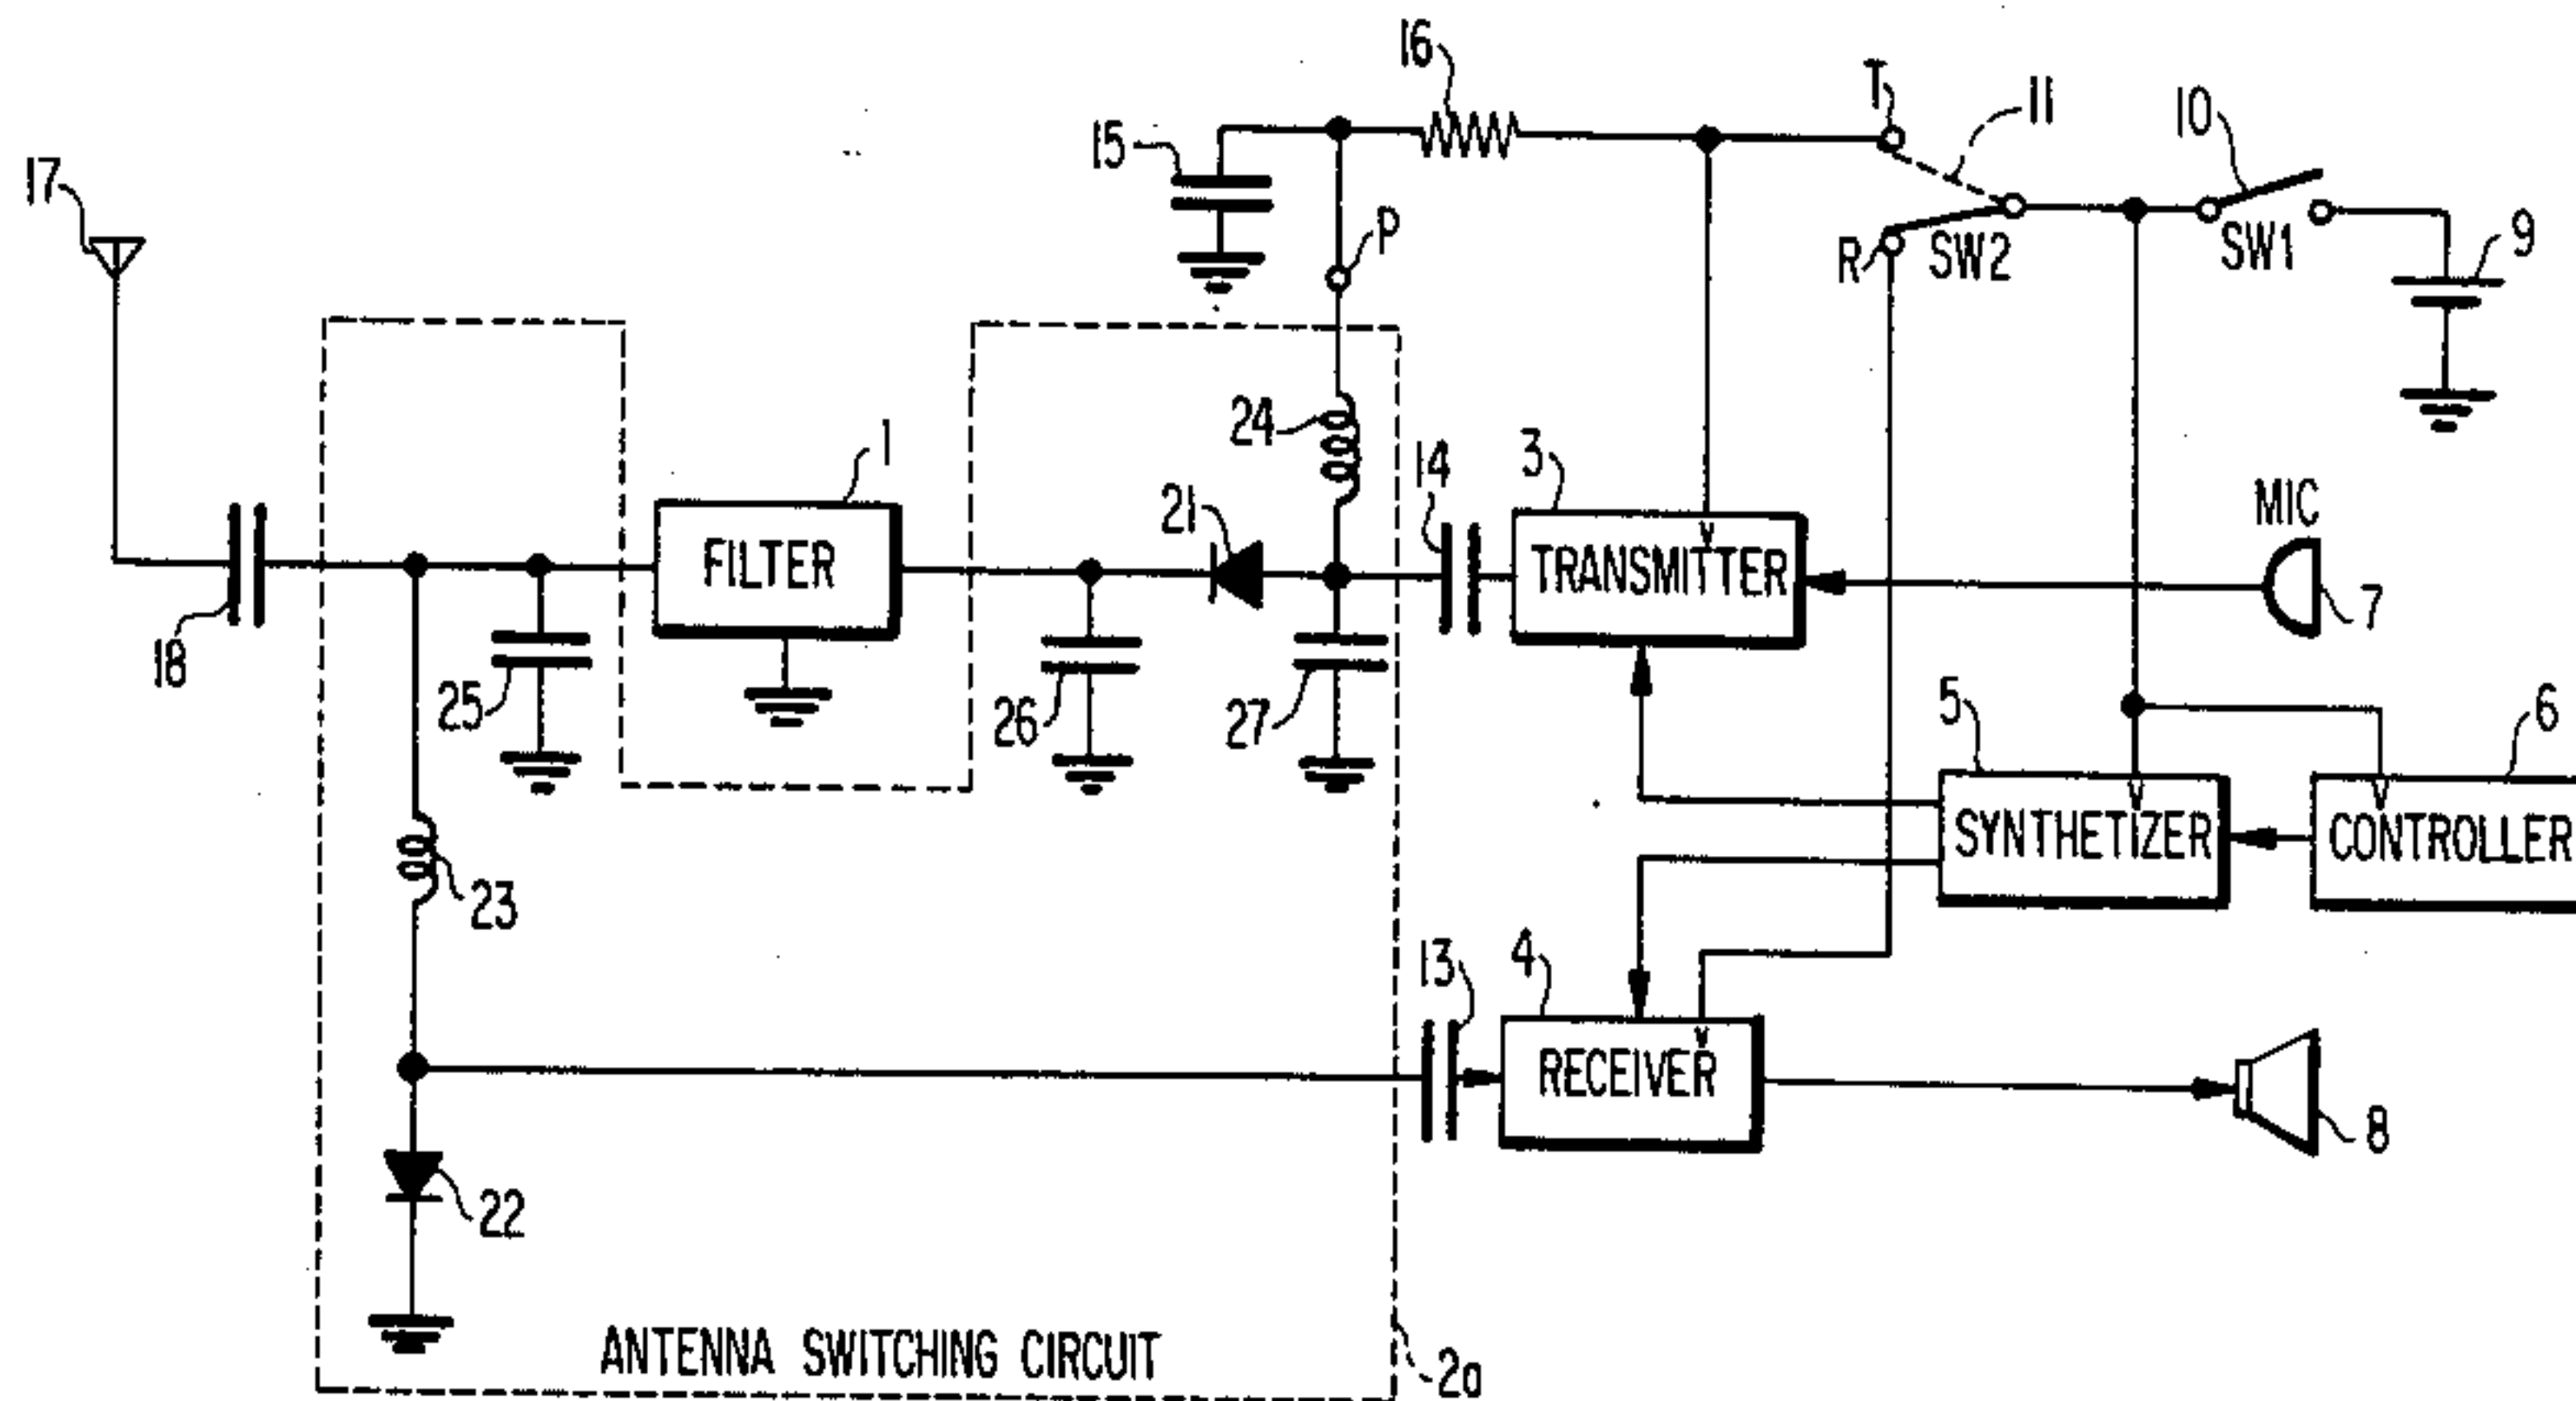 16
T
11
10
15
17
P
R
SW2
SW1
9
1
24
14
3
21
MIC
FILTER
TRANSMITTER
7
18
25
26
27
5
6
SYNTHETIZER
CONTROLLER
23
13
4
RECEIVER
8
22
ANTENNA SWITCHING CIRCUIT
2a